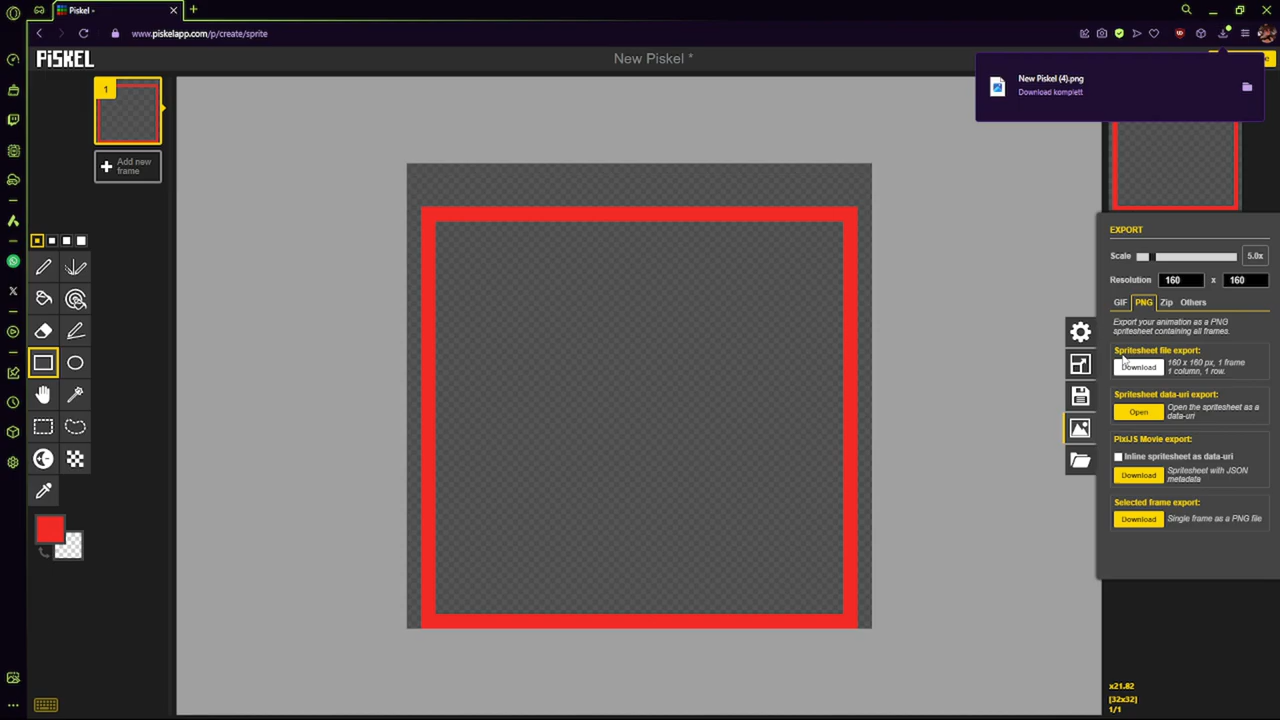 Piskel -
www.piskelapp.com/p/create/sprite
PISKEL
New Piskel *
New Piskel (4).png
Download komplett
1
Add new
frame
EXPORT
Scale
5.0x
Resolution
160
x
160
GIF
PNG
Zip
Others
Export your animation as a PNG
spritesheet containing all frames.
Spritesheet file export:
Download
160 x 160 px, 1 frame
1 column, 1 row.
Spritesheet data-uri export:
Open
Open the spritesheet as a
data-uri
PixiJS Movie export:
Inline spritesheet as data-uri
Download
Spritesheet with JSON
metadata
Selected frame export:
Download
Single frame as a PNG file
x21.82
[32x32]
1/1